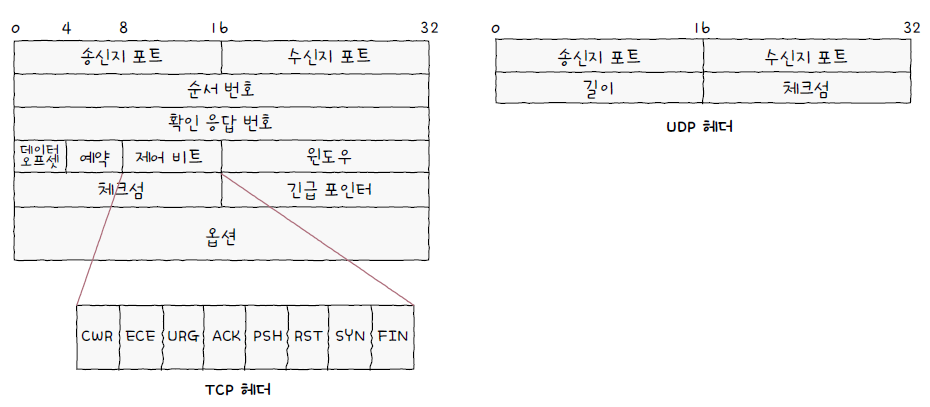 0 4 8 16 32
송신지 포트 수신지 포트
순서 번호
확인 응답 번호
데이터
오프셋
예약 제어 비트 윈도우
체크섬 긴급 포인터
옵션
CWR ECE URG ACK PSH RST SYN FIN
TCP 헤더
0 16 32
송신지 포트 수신지 포트
길이 체크섬
UDP 헤더